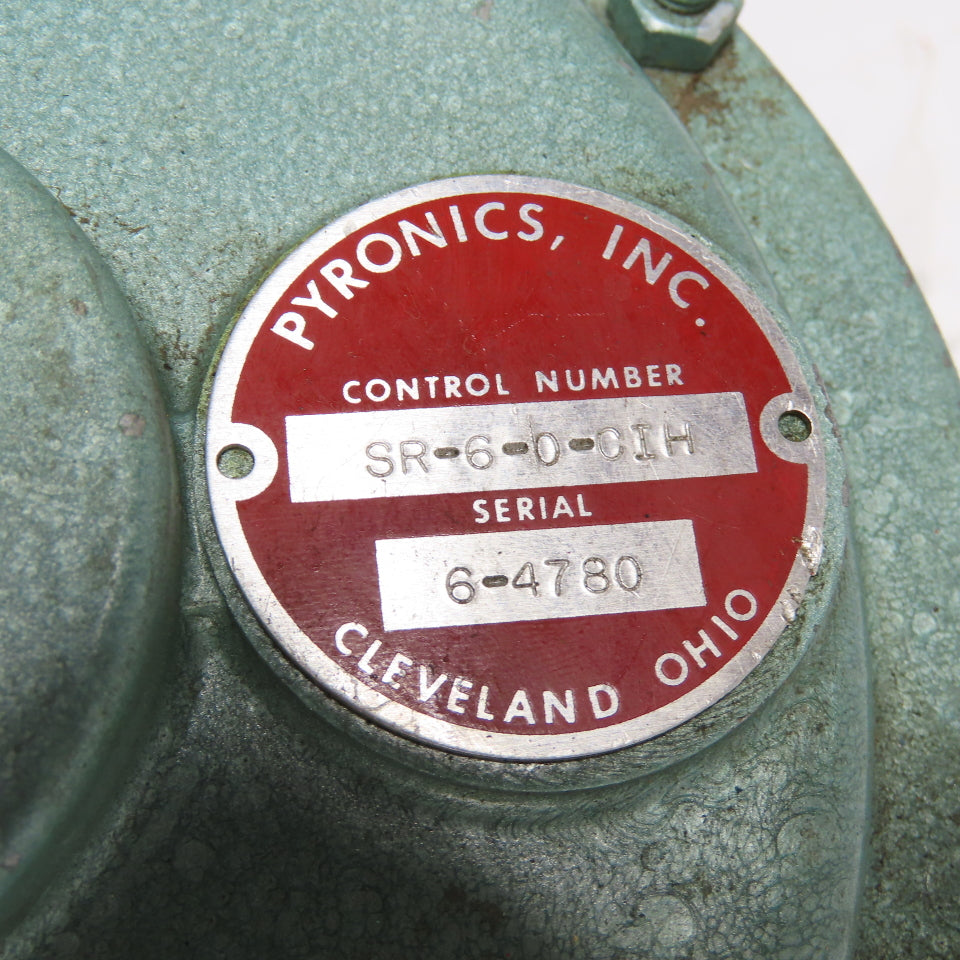 PYRONICS, INC.
CONTROL NUMBER
SR-6-0-CIH
SERIAL
6-4780
CLEVELAND OHIO